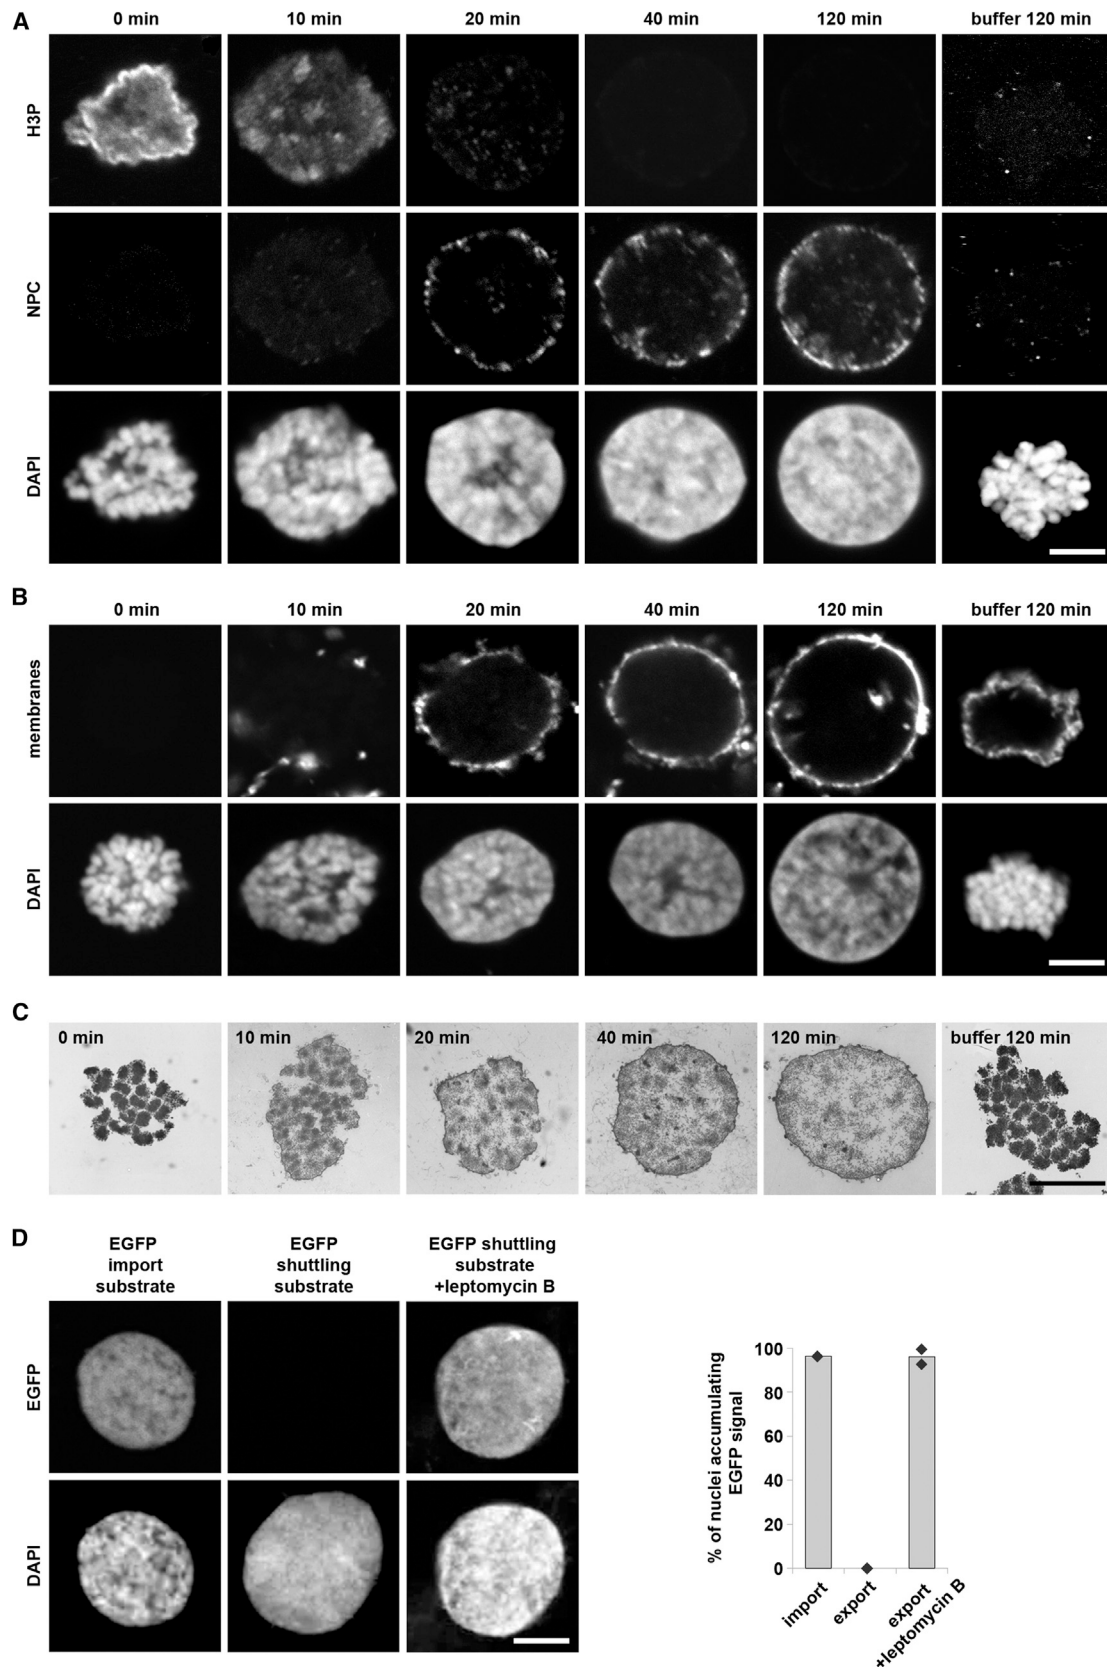 A
0 min 10 min 20 min 40 min 120 min buffer 120 min
H3P
NPC
DAPI
B
0 min 10 min 20 min 40 min 120 min buffer 120 min
membranes
DAPI
C
0 min 10 min 20 min 40 min 120 min buffer 120 min
D
EGFP
import
substrate
EGFP
shuttling
substrate
EGFP shuttling
substrate
+leptomycin B
EGFP
DAPI
% of nuclei accumulating
EGFP signal
100
80
60
40
20
0
import
export
export
+leptomycin B